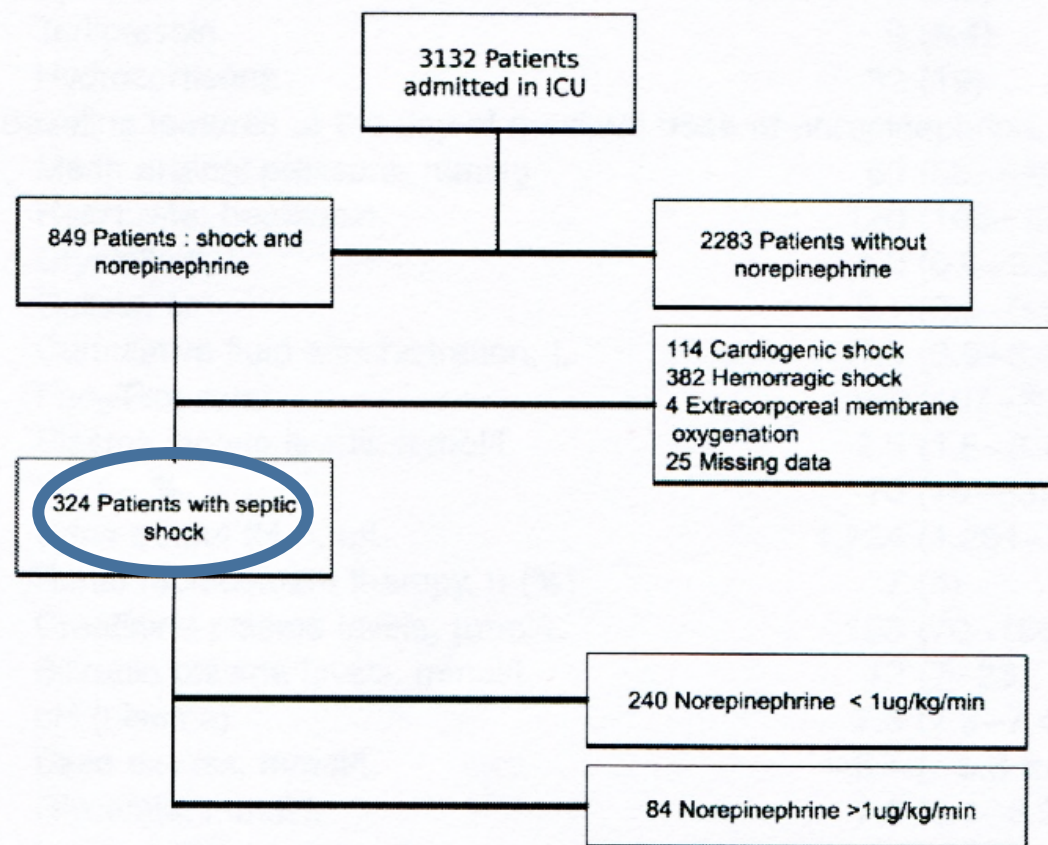 3132 Patients
admitted in ICU
849 Patients : shock and
norepinephrine
2283 Patients without
norepinephrine
114 Cardiogenic shock
382 Hemorragic shock
4 Extracorporeal membrane
oxygenation
25 Missing data
324 Patients with septic
shock
240 Norepinephrine < 1ug/kg/min
84 Norepinephrine >1ug/kg/min